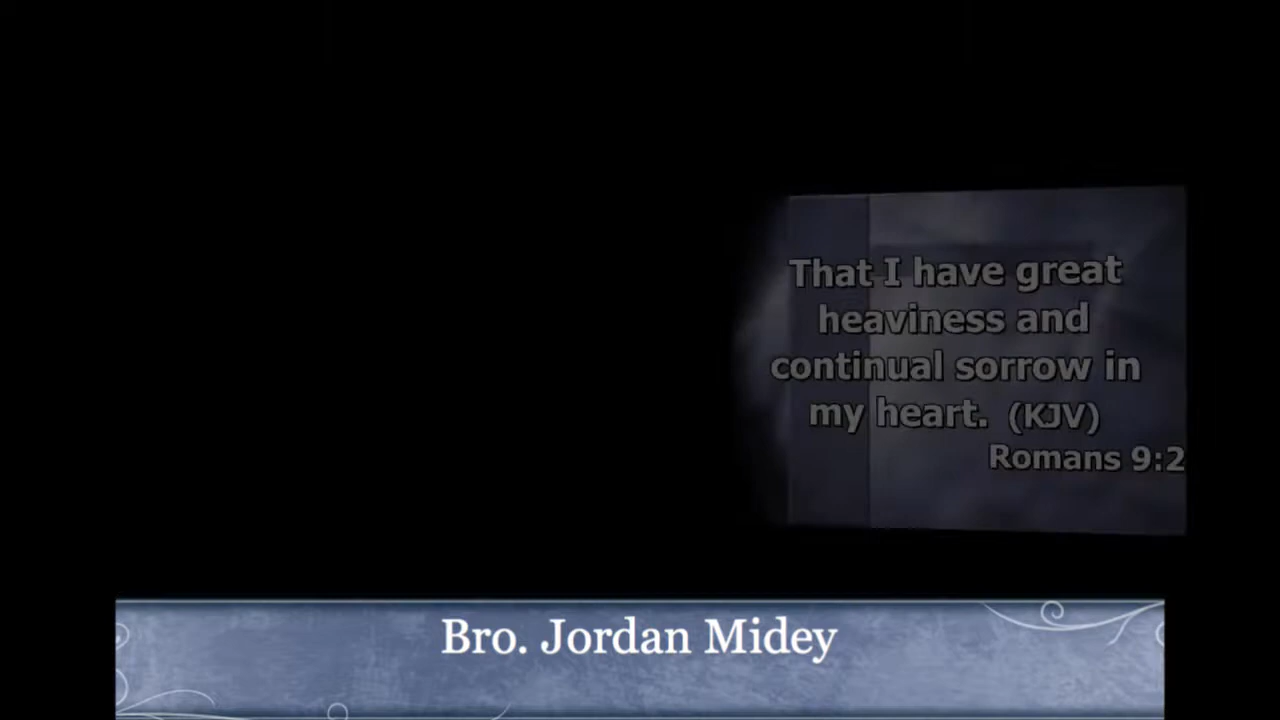 That I have great
heaviness and
continual sorrow in
my heart. (KJV)
Romans 9:2
Bro. Jordan Midey